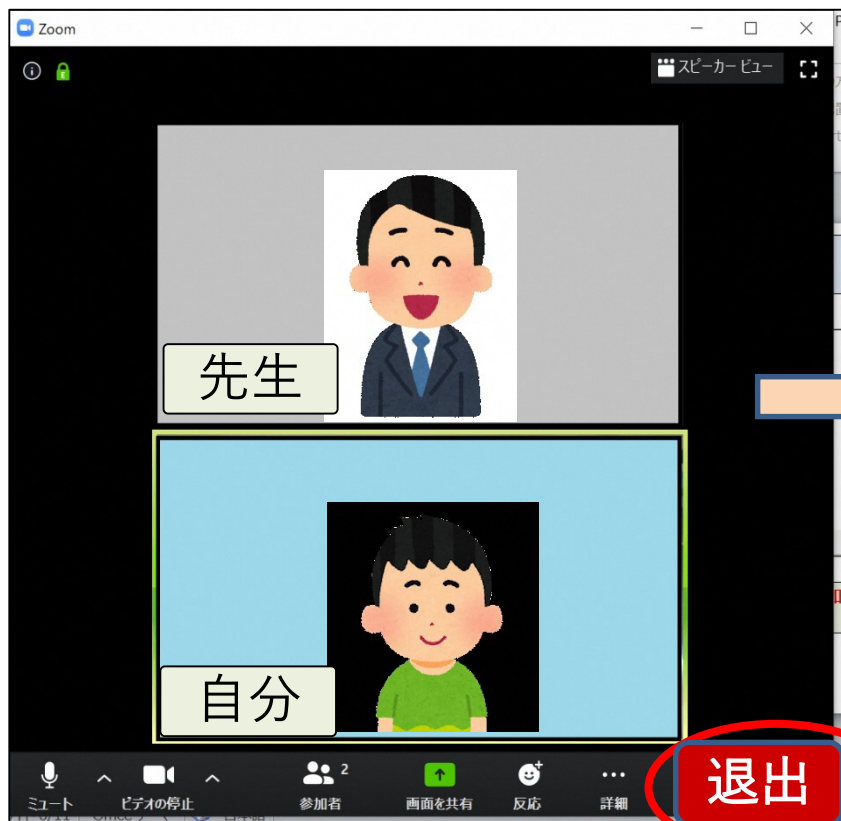 Zoom
スピーカー ビュー
先生
自分
2
ミュート
ビデオの停止
参加者
画面を共有
反応
詳細
退出